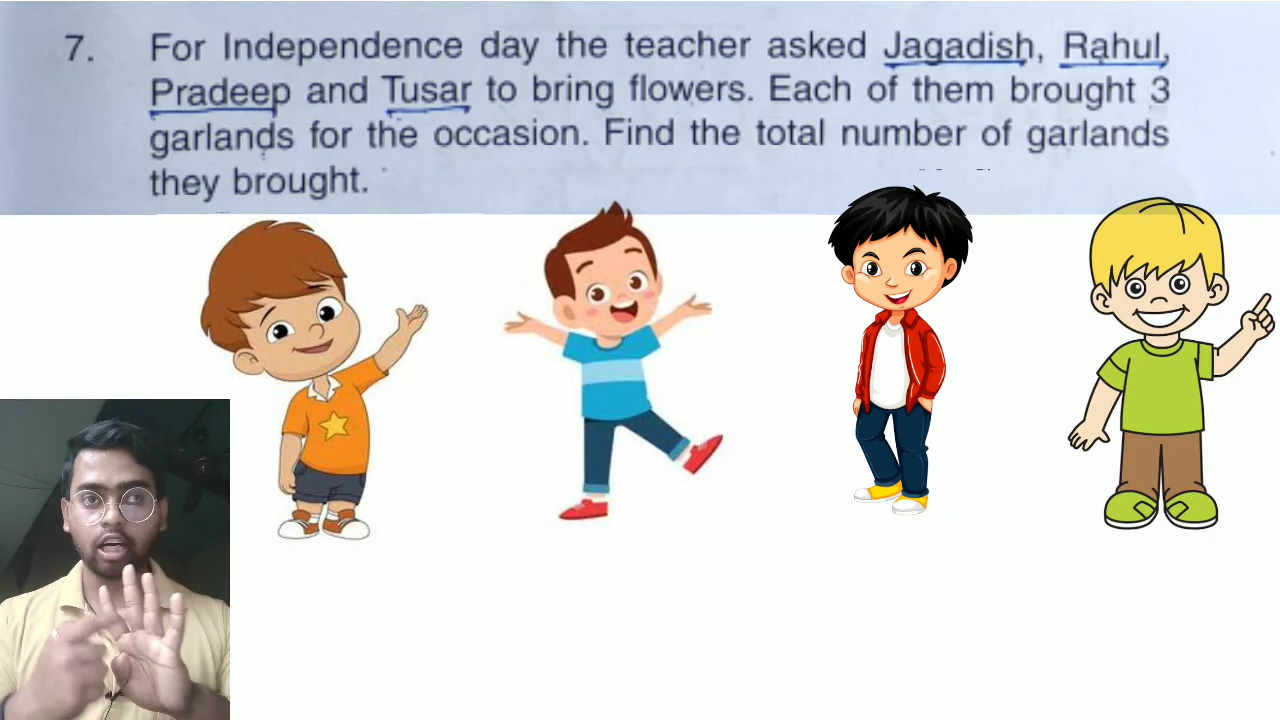 7. For Independence day the teacher asked Jagadish, Rahul,
Pradeep and Tusar to bring flowers. Each of them brought 3
garlands for the occasion. Find the total number of garlands
they brought.